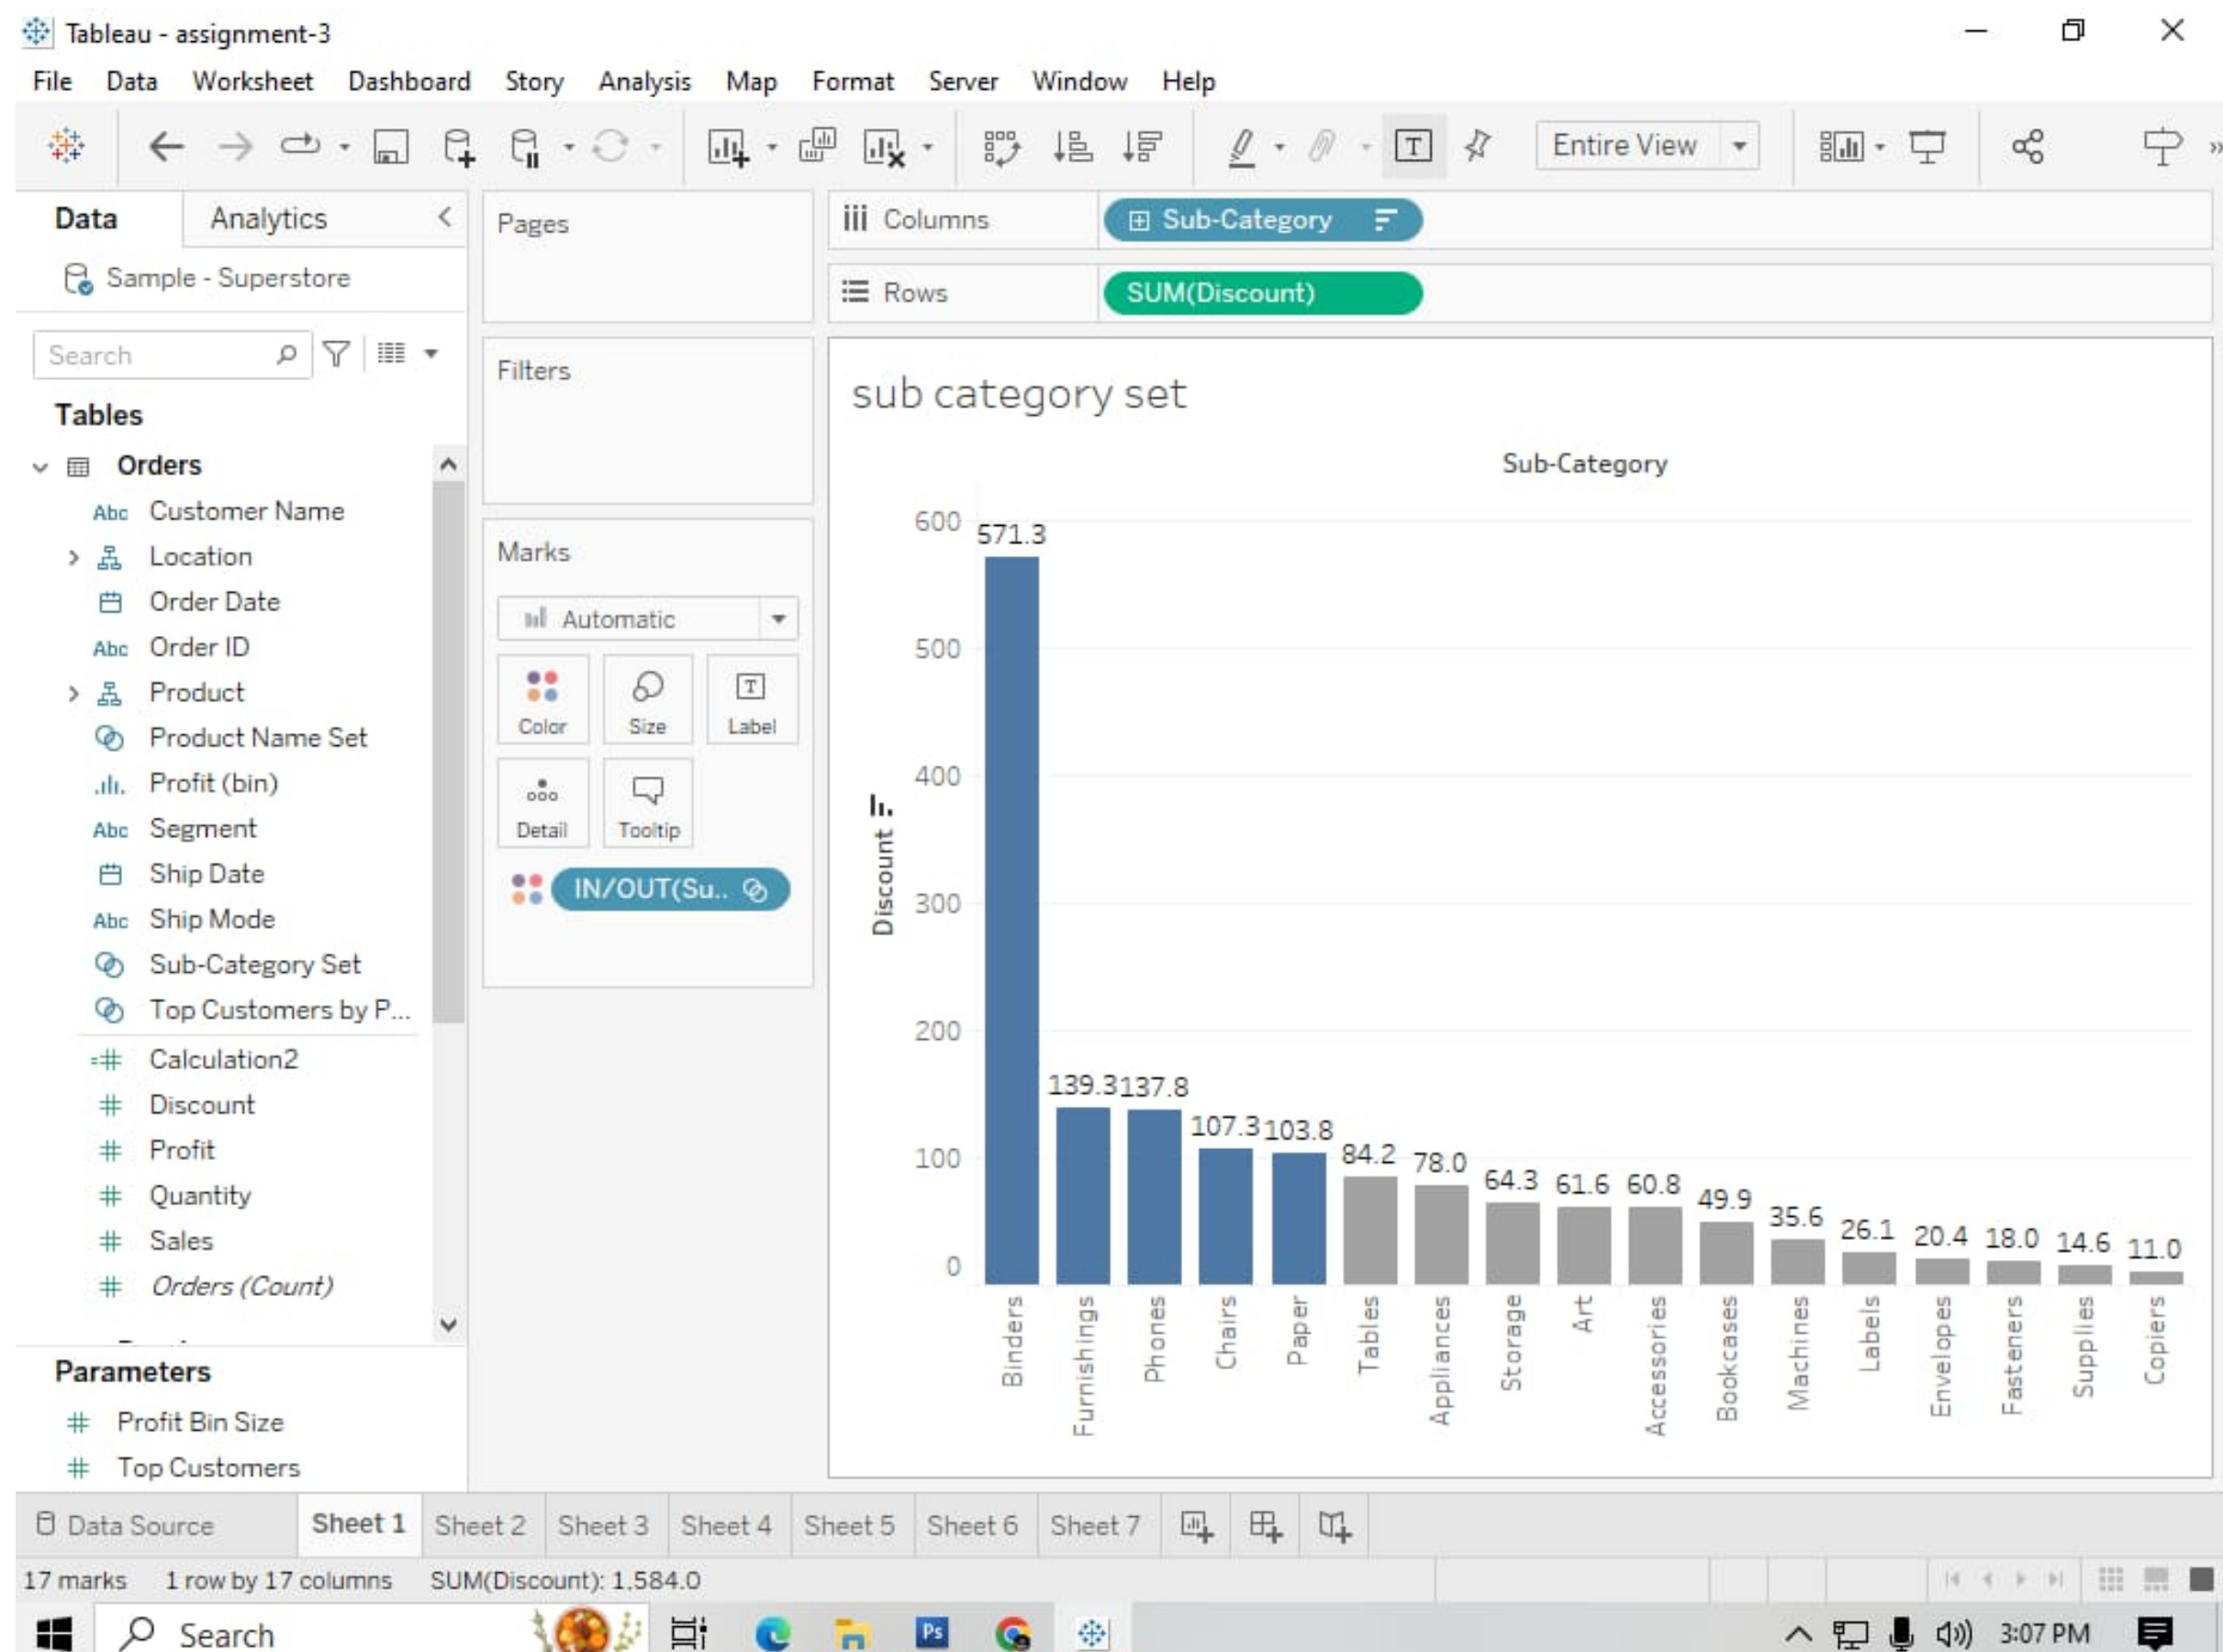 Tableau - assignment-3
File Data Worksheet Dashboard Story Analysis Map Format Server Window Help
Entire View
Data Analytics
Sample - Superstore
Search
Tables
Orders
Abc Customer Name
Location
Order Date
Abc Order ID
Product
Product Name Set
Profit (bin)
Abc Segment
Ship Date
Abc Ship Mode
Sub-Category Set
Top Customers by P...
=# Calculation2
# Discount
# Profit
# Quantity
# Sales
# Orders (Count)
Parameters
# Profit Bin Size
# Top Customers
Pages
Filters
Marks
Automatic
Color Size Label
Detail Tooltip
IN/OUT(Su..
Columns Sub-Category
Rows SUM(Discount)
sub category set
Sub-Category
Discount
600
500
400
300
200
100
0
571.3
139.3 137.8
107.3 103.8
84.2 78.0
64.3 61.6 60.8
49.9
35.6
26.1 20.4 18.0 14.6 11.0
Binders
Furnishings
Phones
Chairs
Paper
Tables
Appliances
Storage
Art
Accessories
Bookcases
Machines
Labels
Envelopes
Fasteners
Supplies
Copiers
Data Source Sheet 1 Sheet 2 Sheet 3 Sheet 4 Sheet 5 Sheet 6 Sheet 7
17 marks 1 row by 17 columns SUM(Discount): 1,584.0
Search
Ps
3:07 PM